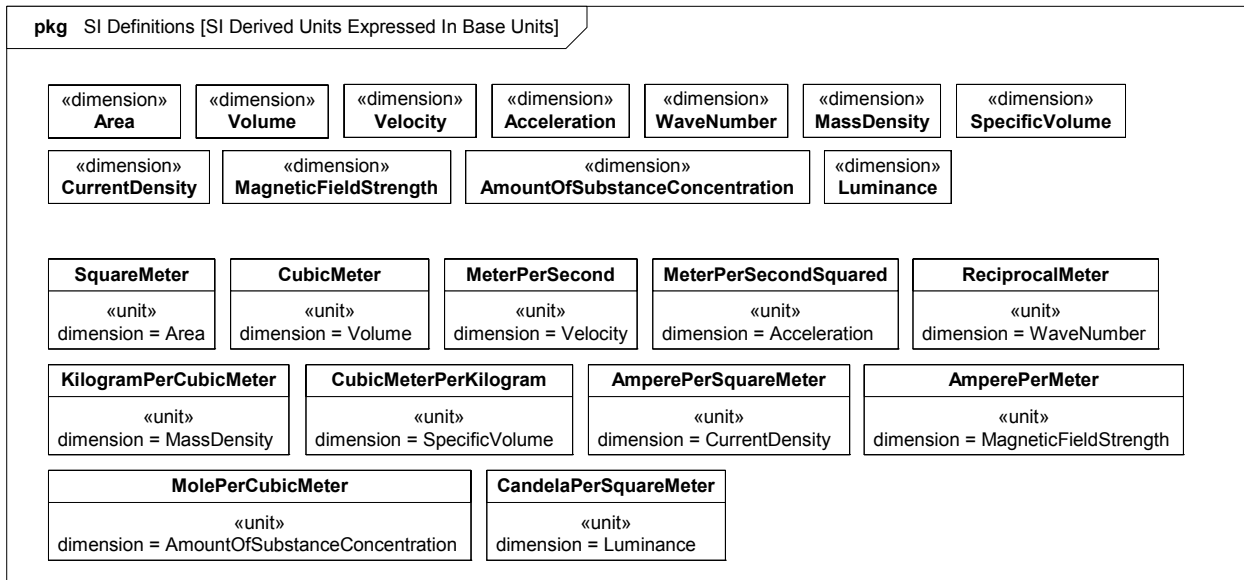 pkg SI Definitions [SI Derived Units Expressed In Base Units]
«dimension» «dimension» «dimension» «dimension» «dimension» «dimension» «dimension»
Area Volume Velocity Acceleration WaveNumber MassDensity SpecificVolume
«dimension» «dimension» «dimension» «dimension»
CurrentDensity MagneticFieldStrength AmountOfSubstanceConcentration Luminance
SquareMeter CubicMeter MeterPerSecond MeterPerSecondSquared ReciprocalMeter
«unit» «unit» «unit» «unit» «unit»
dimension = Area dimension = Volume dimension = Velocity dimension = Acceleration dimension = WaveNumber
KilogramPerCubicMeter CubicMeterPerKilogram AmperePerSquareMeter AmperePerMeter
«unit» «unit» «unit» «unit»
dimension = MassDensity dimension = SpecificVolume dimension = CurrentDensity dimension = MagneticFieldStrength
MolePerCubicMeter CandelaPerSquareMeter
«unit» «unit»
dimension = AmountOfSubstanceConcentration dimension = Luminance